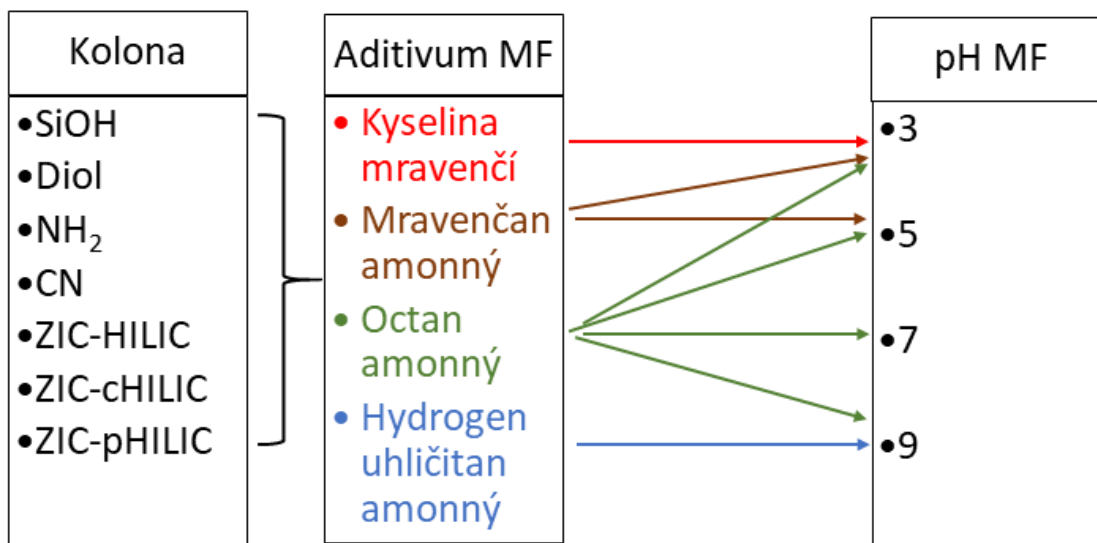 Kolona
•SiOH
•Diol
•NH₂
•CN
•ZIC-HILIC
•ZIC-cHILIC
•ZIC-pHILIC
Aditivum MF
• Kyselina
mravenčí
• Mravenčan
amonný
• Octan
amonný
• Hydrogen
uhličitan
amonný
pH MF
•3
•5
•7
•9